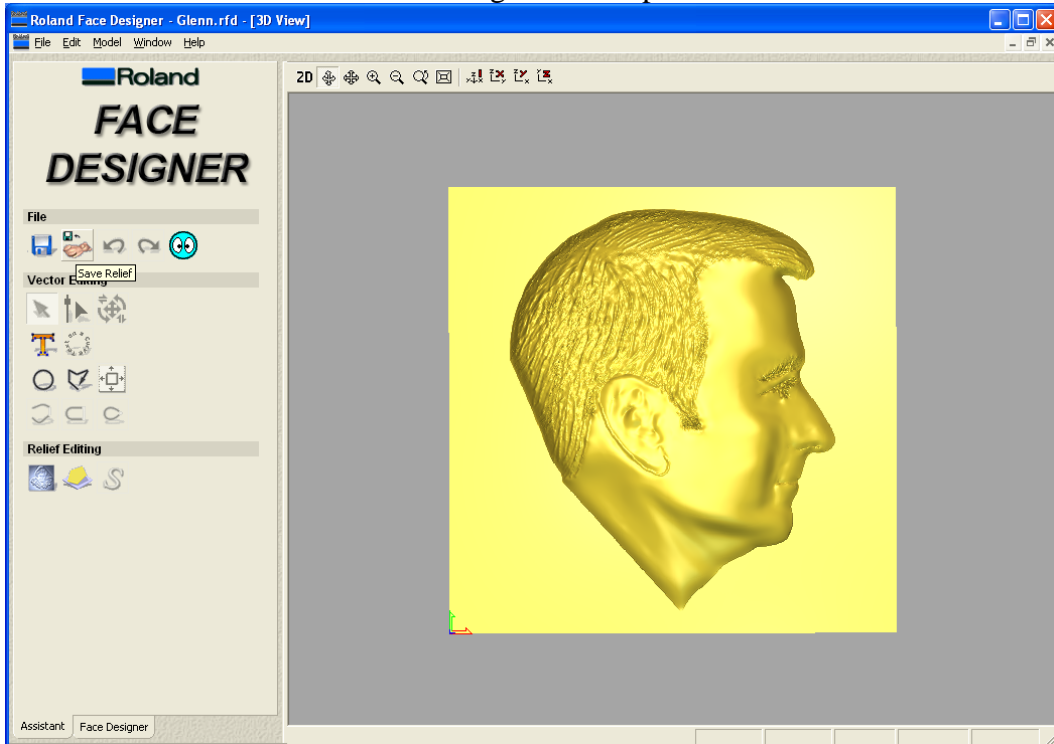 Roland Face Designer - Glenn.rfd - [3D View]
File Edit Model Window Help
Roland
FACE
DESIGNER
2D
File
Save Relief
Vector Editing
Relief Editing
Assistant
Face Designer